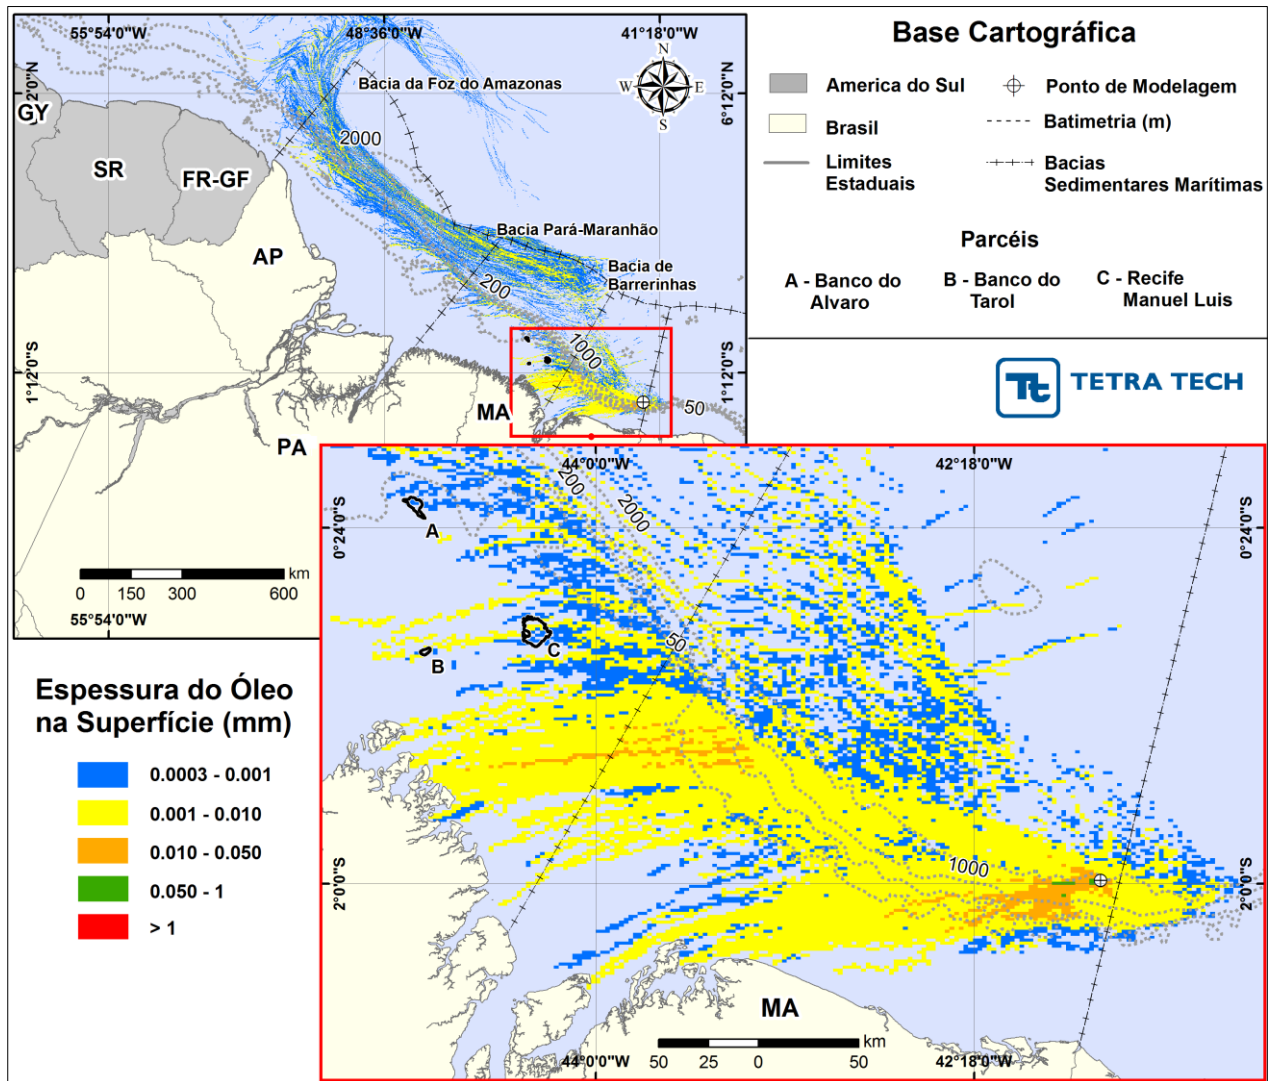 55°54'0"W
48°36'0"W
41°18'0"W
N
W
E
S
6°12'0"N
6°12'0"N
Bacia da Foz do Amazonas
GY
SR
FR-GF
2000
AP
Bacia Pará-Maranhão
Bacia de
Barrerinhas
200
1000
1°12'0"S
1°12'0"S
50
MA
PA
km
0 150 300 600
55°54'0"W
Base Cartográfica
America do Sul
Ponto de Modelagem
Brasil
Batimetria (m)
Limites
Estaduais
Bacias
Sedimentares Marítimas
Parcéis
A - Banco do
Alvaro
B - Banco do
Tarol
C - Recife
Manuel Luis
Tt
TETRA TECH
44°0'0"W
42°18'0"W
200
2000
0°24'0"S
0°24'0"S
A
B
C
50
1000
2°0'0"S
2°0'0"S
MA
km
50 25 0 50
44°0'0"W
42°18'0"W
Espessura do Óleo
na Superfície (mm)
0.0003 - 0.001
0.001 - 0.010
0.010 - 0.050
0.050 - 1
> 1